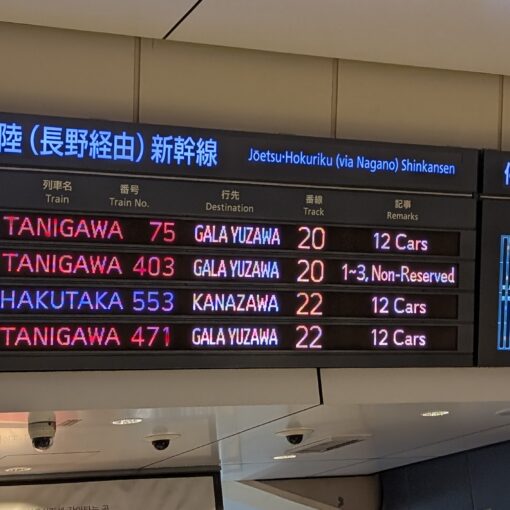 陸（長野経由）新幹線 Jōetsu·Hokuriku (via Nagano) Shinkansen
列車名 番号 行先 番線 記事
Train Train No. Destination Track Remarks
TANIGAWA 75 GALA YUZAWA 20 12 Cars
TANIGAWA 403 GALA YUZAWA 20 1~3, Non-Reserved
HAKUTAKA 553 KANAZAWA 22 12 Cars
TANIGAWA 471 GALA YUZAWA 22 12 Cars